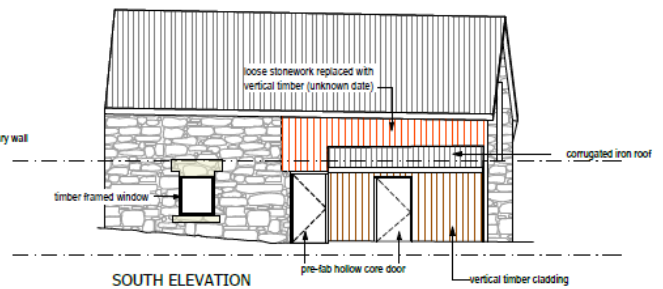 loose stonework replaced with
vertical timber (unknown date)
ry wall
corrugated iron roof
timber framed window
pre-fab hollow core door
vertical timber cladding
SOUTH ELEVATION